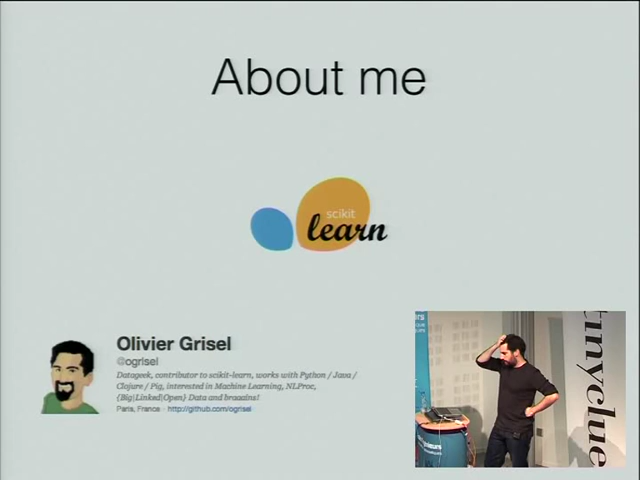 About me
scikit
learn
Olivier Grisel
@ogrisel
Datageek, contributor to scikit-learn, works with Python / Java /
Clojure / Pig, interested in Machine Learning, NLProc,
{Big|Linked|Open} Data and braaains!
Paris, France · http://github.com/ogrisel
tinyclue